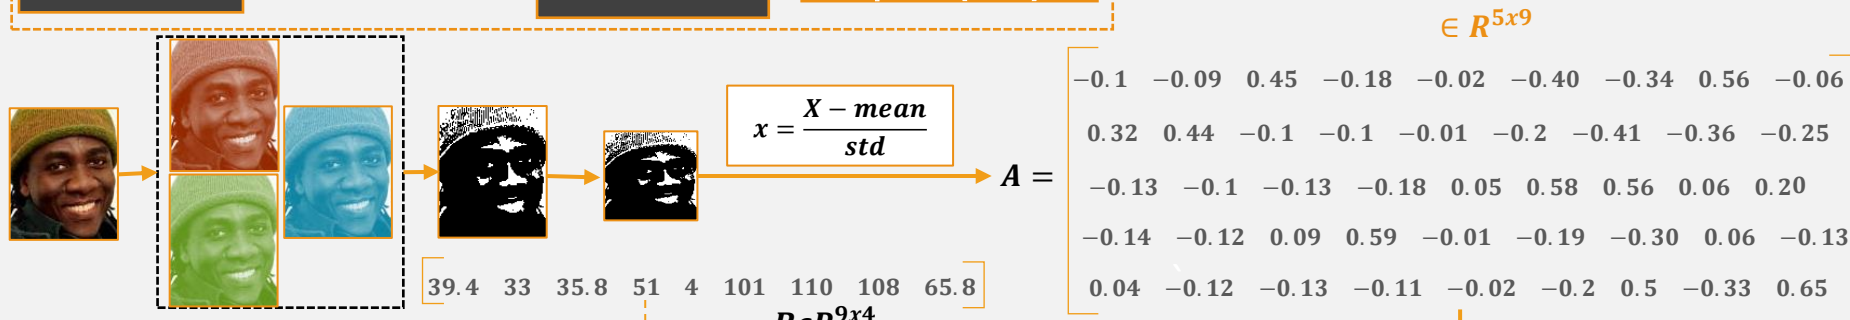 ∈ R^5x9
x = (X − mean) / std
A =
−0.1 −0.09 0.45 −0.18 −0.02 −0.40 −0.34 0.56 −0.06
0.32 0.44 −0.1 −0.1 −0.01 −0.2 −0.41 −0.36 −0.25
−0.13 −0.1 −0.13 −0.18 0.05 0.58 0.56 0.06 0.20
−0.14 −0.12 0.09 0.59 −0.01 −0.19 −0.30 0.06 −0.13
0.04 −0.12 −0.13 −0.11 −0.02 −0.2 0.5 −0.33 0.65
39.4 33 35.8 51 4 101 110 108 65.8
B∈R^9x4